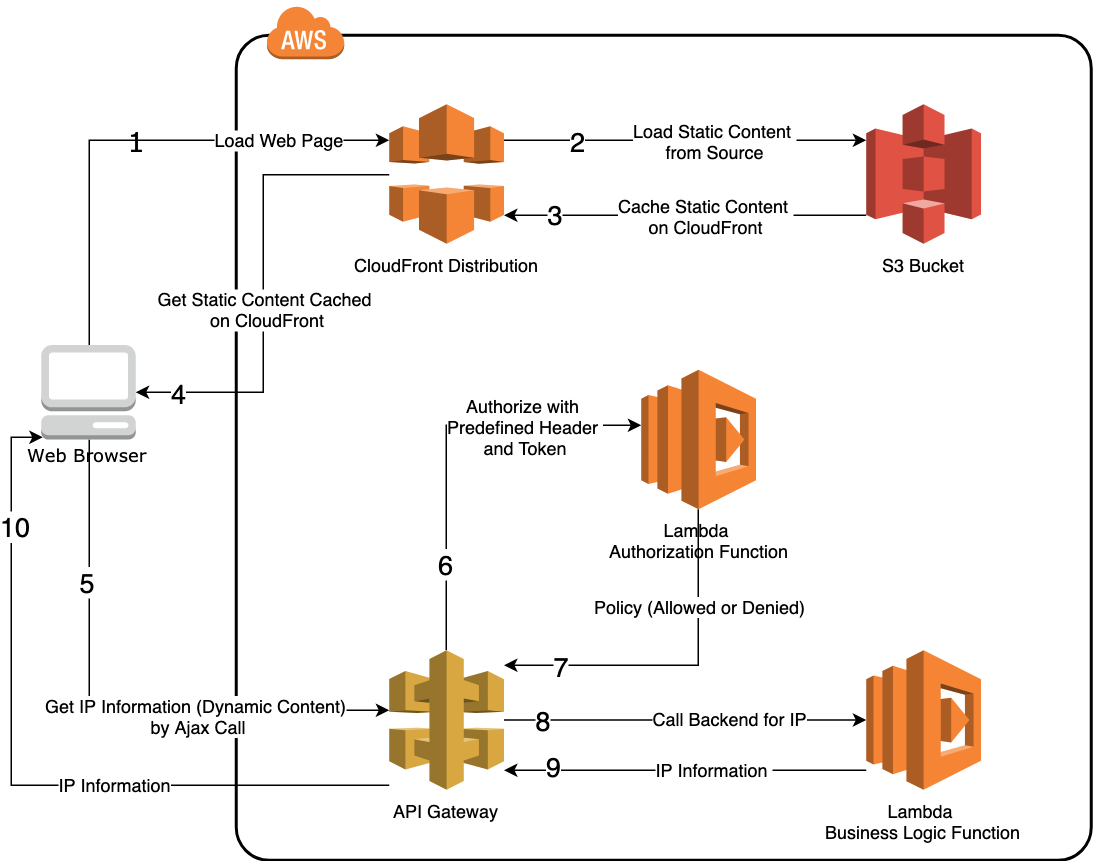 AWS
1
Load Web Page
2
Load Static Content
from Source
3
Cache Static Content
on CloudFront
CloudFront Distribution
S3 Bucket
Get Static Content Cached
on CloudFront
4
Web Browser
Authorize with
Predefined Header
and Token
Lambda
Authorization Function
10
5
6
Policy (Allowed or Denied)
7
Get IP Information (Dynamic Content)
by Ajax Call
8
Call Backend for IP
9
IP Information
IP Information
API Gateway
Lambda
Business Logic Function